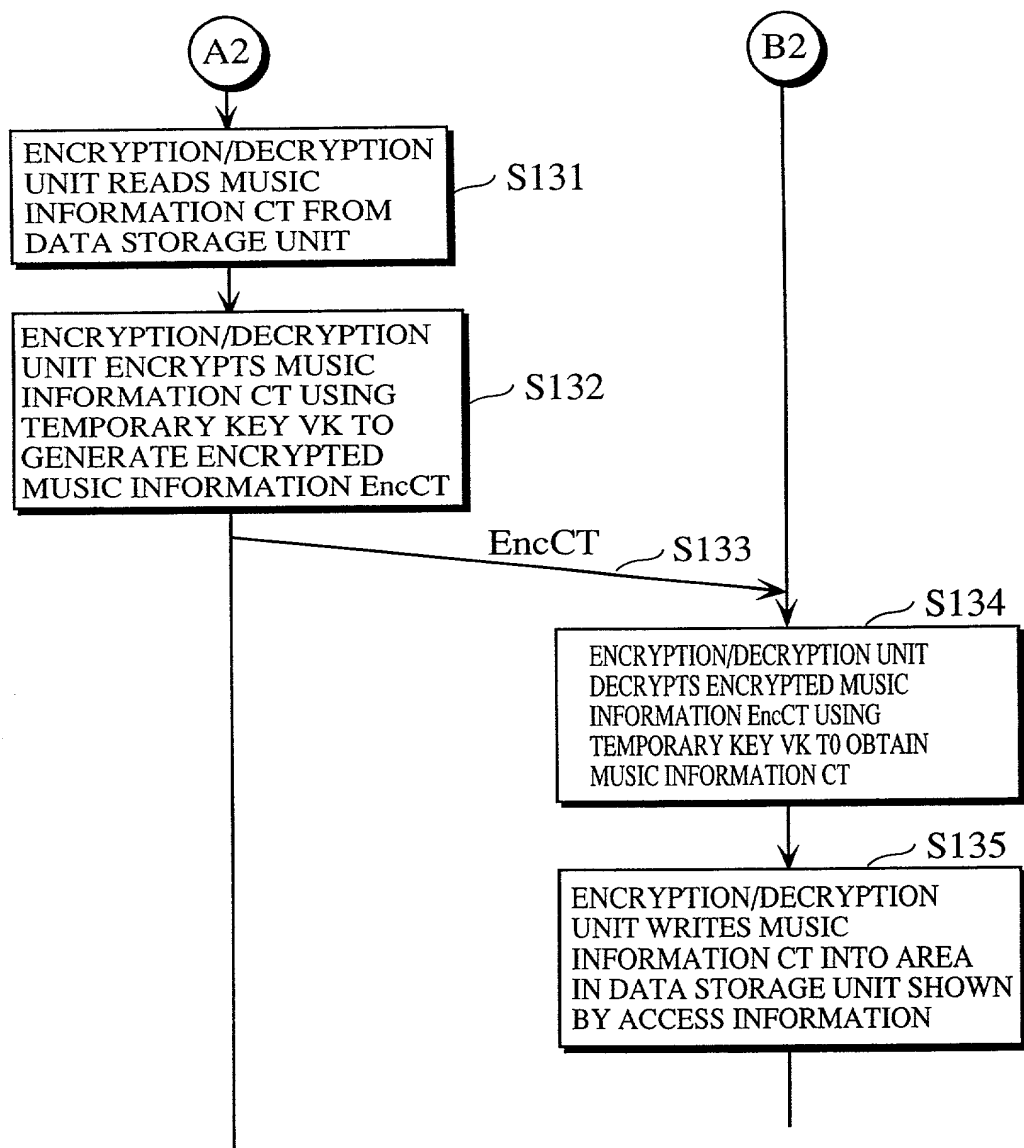 A2
B2
ENCRYPTION/DECRYPTION
UNIT READS MUSIC
INFORMATION CT FROM
DATA STORAGE UNIT
S131
ENCRYPTION/DECRYPTION
UNIT ENCRYPTS MUSIC
INFORMATION CT USING
TEMPORARY KEY VK TO
GENERATE ENCRYPTED
MUSIC INFORMATION EncCT
S132
EncCT
S133
S134
ENCRYPTION/DECRYPTION UNIT
DECRYPTS ENCRYPTED MUSIC
INFORMATION EncCT USING
TEMPORARY KEY VK T0 OBTAIN
MUSIC INFORMATION CT
S135
ENCRYPTION/DECRYPTION
UNIT WRITES MUSIC
INFORMATION CT INTO AREA
IN DATA STORAGE UNIT SHOWN
BY ACCESS INFORMATION